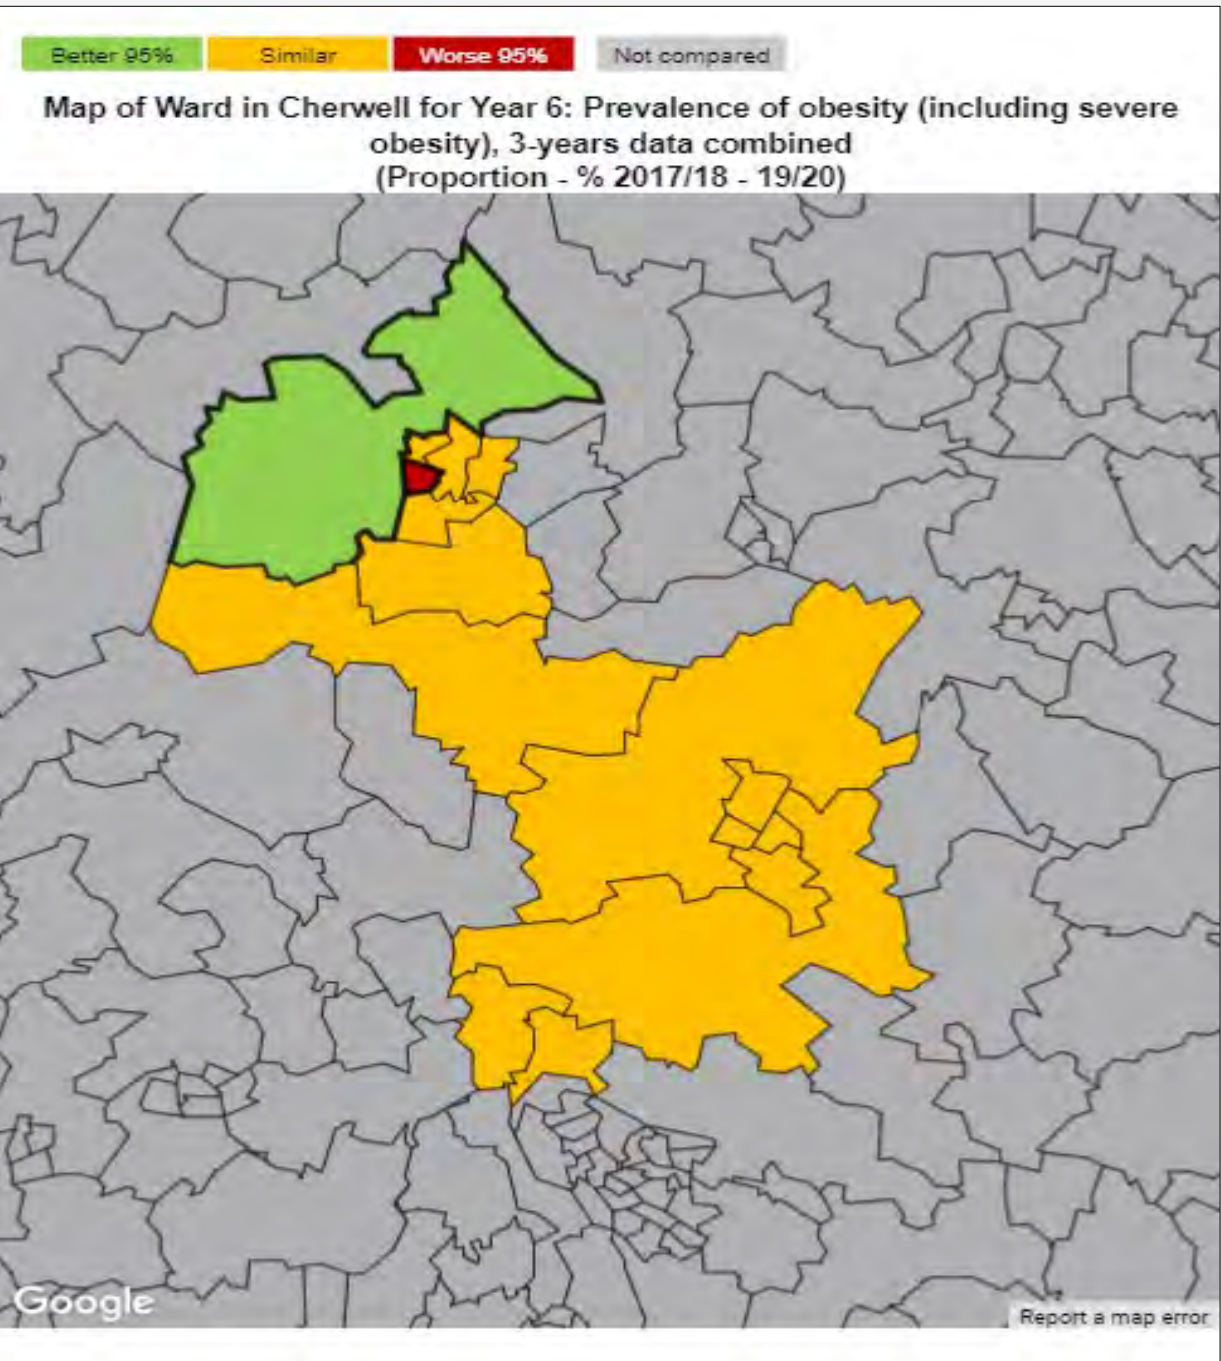 Better 95% Similar Worse 95% Not compared
Map of Ward in Cherwell for Year 6: Prevalence of obesity (including severe
obesity), 3-years data combined
(Proportion - % 2017/18 - 19/20)
Google
Report a map error